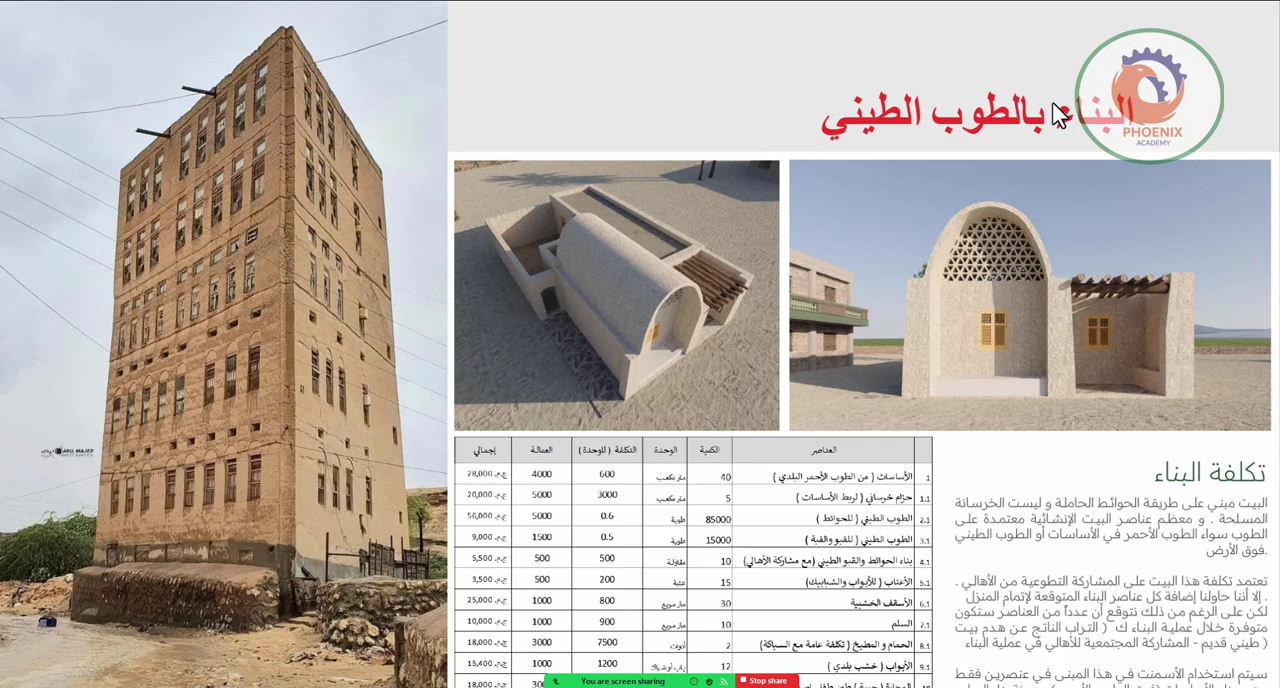 البناء بالطوب الطيني
PHOENIX
ACADEMY
العناصر الكمية الوحدة التكلفة ( للوحدة ) العمالة إجمالي
1 الأساسات ( من الطوب الأحمر البلدي ) 40 متر مكعب 600 4000 ج.م. 28,000
1.1 حزام خرساني ( لربط الأساسات ) 5 متر مكعب 3000 5000 ج.م. 20,000
2.1 الطوب الطيني ( للحوائط ) 85000 طوبة 0.6 5000 ج.م. 56,000
3.1 الطوب الطيني ( للقبو والقبة ) 15000 طوبة 0.5 1500 ج.م. 9,000
4.1 بناء الحوائط والقبو الطيني (مع مشاركة الأهالي) 10 مقاولة 500 500 ج.م. 5,500
5.1 الأعتاب ( للأبواب والشبابيك) 15 عتبة 200 500 ج.م. 3,500
6.1 الأسقف الخشبية 30 متر مربع 800 1000 ج.م. 25,000
7.1 السلم 10 متر مربع 900 1000 ج.م. 10,000
8.1 الحمام و المطبخ ( تكلفة عامة مع السباكة) 2 أدوات 7500 3000 ج.م. 18,000
9.1 الأبواب ( خشب بلدي ) 12 باب أو شباك 1200 1000 ج.م. 15,400
ج.م. 18,000
تكلفة البناء
البيت مبني على طريقة الحوائط الحاملة و ليست الخرسانة
المسلحة . و معظم عناصر البيت الإنشائية معتمدة على
الطوب سواء الطوب الأحمر في الأساسات أو الطوب الطيني
فوق الأرض.
تعتمد تكلفة هذا البيت على المشاركة التطوعية من الأهالي .
. إلا أننا حاولنا إضافة كل عناصر البناء المتوقعة لإتمام المنزل
لكن على الرغم من ذلك نتوقع أن عدداً من العناصر ستكون
متوفرة خلال عملية البناء ك ( التراب الناتج عن هدم بيت
طيني قديم - المشاركة المجتمعية للأهالي في عملية البناء )
سيتم استخدام الأسمنت في هذا المبنى في عنصرين فقط
You are screen sharing
Stop share